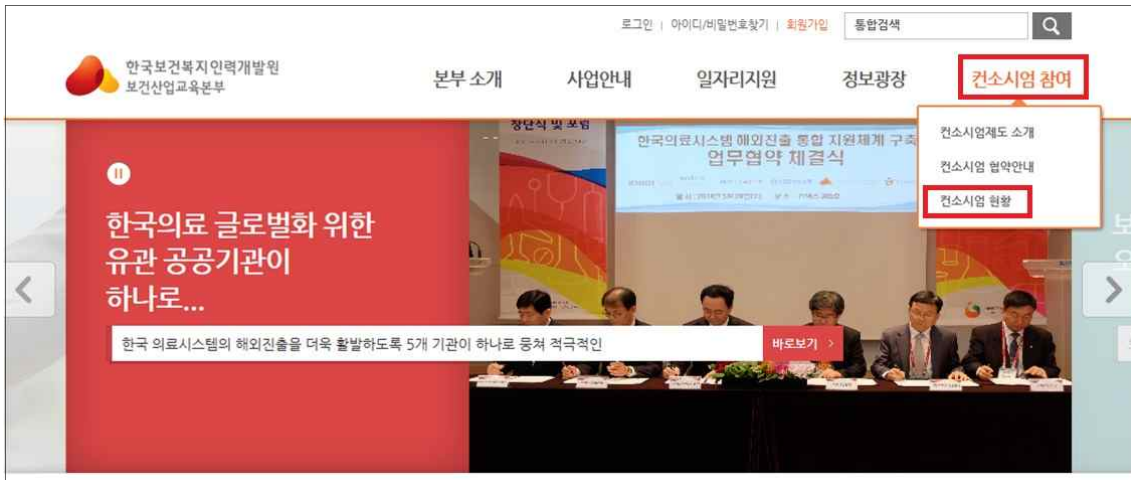 로그인 | 아이디/비밀번호찾기 | 회원가입 통합검색
한국보건복지인력개발원
보건산업교육본부
본부 소개 사업안내 일자리지원 정보광장 컨소시엄 참여
컨소시엄제도 소개
컨소시엄 협약안내
컨소시엄 현황
창단식 및 포럼
한국의료시스템 해외진출 통합 지원체계 구축
업무협약 체결식
한국의료 글로벌화 위한
유관 공공기관이
하나로...
한국 의료시스템의 해외진출을 더욱 활발하도록 5개 기관이 하나로 뭉쳐 적극적인
바로보기 >